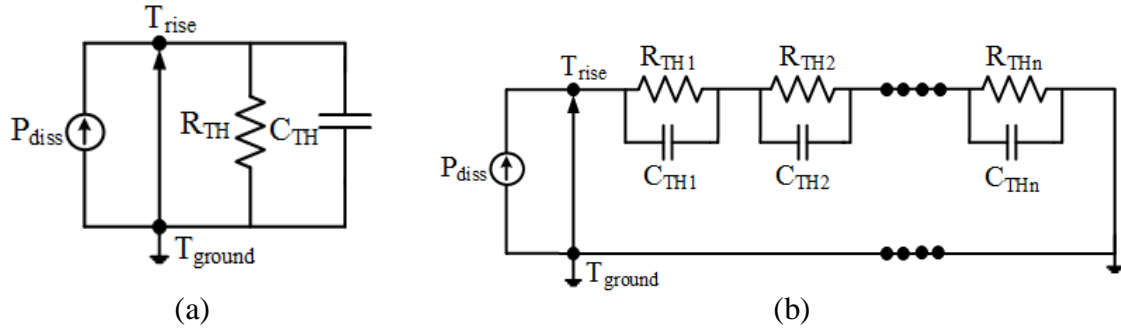 T_rise
P_diss
R_TH
C_TH
T_ground
(a)
T_rise
R_TH1
R_TH2
R_THn
P_diss
C_TH1
C_TH2
C_THn
T_ground
(b)